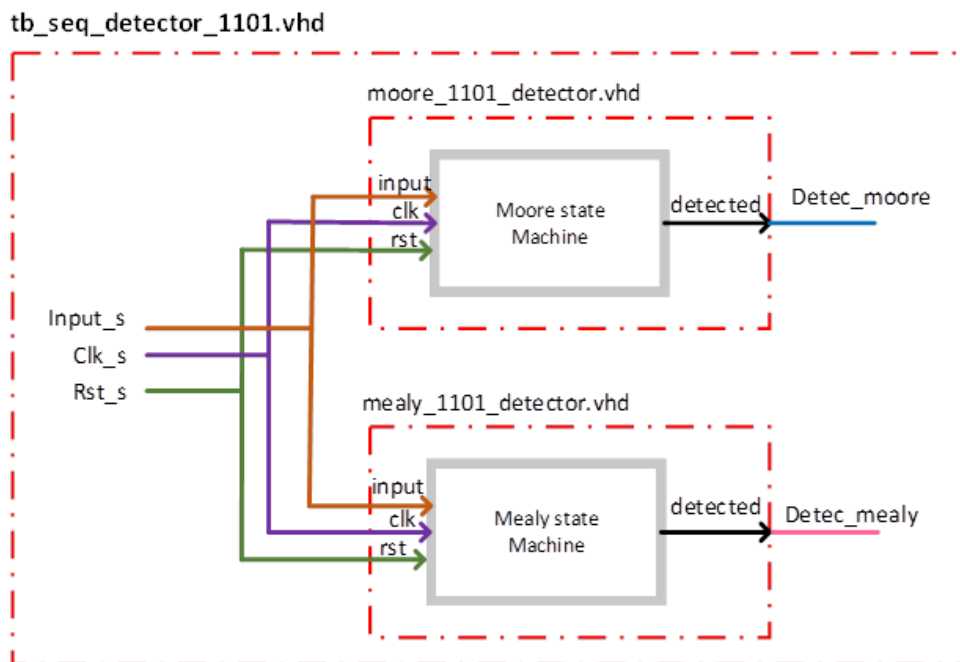 tb_seq_detector_1101.vhd
moore_1101_detector.vhd
input
clk
rst
Moore state
Machine
detected
Detec_moore
Input_s
Clk_s
Rst_s
mealy_1101_detector.vhd
input
clk
rst
Mealy state
Machine
detected
Detec_mealy